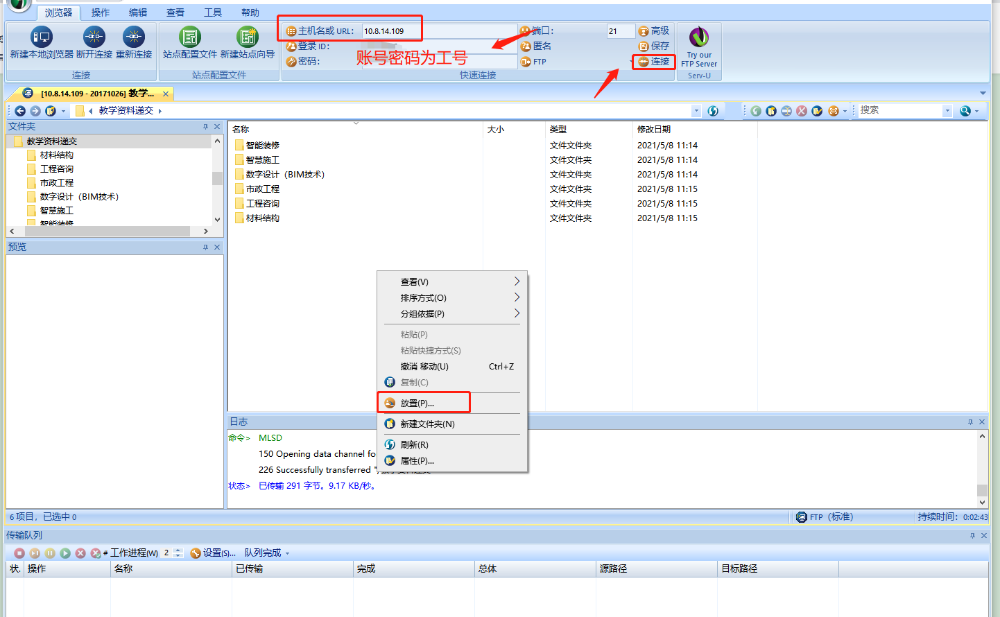 浏览器 操作 编辑 查看 工具 帮助
主机名或 URL： 10.8.14.109 端口： 21 高级
登录 ID： 匿名 保存
密码： 账号密码为工号 FTP 连接
新建本地浏览器 断开连接 重新连接 站点配置文件 新建站点向导
Try our
FTP Server
连接 站点配置文件 快速连接 Serv-U
[10.8.14.109 - 20171026] 教学...
教学资料递交 搜索
文件夹
教学资料递交
材料结构
工程咨询
市政工程
数字设计（BIM技术）
智慧施工
智能装修
预览
名称 大小 类型 修改日期
智能装修 文件文件夹 2021/5/8 11:14
智慧施工 文件文件夹 2021/5/8 11:14
数字设计（BIM技术） 文件文件夹 2021/5/8 11:14
市政工程 文件文件夹 2021/5/8 11:15
工程咨询 文件文件夹 2021/5/8 11:15
材料结构 文件文件夹 2021/5/8 11:15
查看(V)
排序方式(O)
分组依据(P)
粘贴(P)
粘贴快捷方式(S)
撤消 移动(U) Ctrl+Z
复制(C)
放置(P)...
新建文件夹(N)
刷新(R)
属性(P)...
日志
命令> MLSD
150 Opening data channel fo
226 Successfully transferred "/
状态> 已传输 291 字节。9.17 KB/秒。
6 项目，已选中 0 FTP（标准） 持续时间： 0:02:43
传输队列
# 工作进程(W) 2 设置(S)... 队列完成
状. 操作 名称 已传输 完成 总体 源路径 目标路径